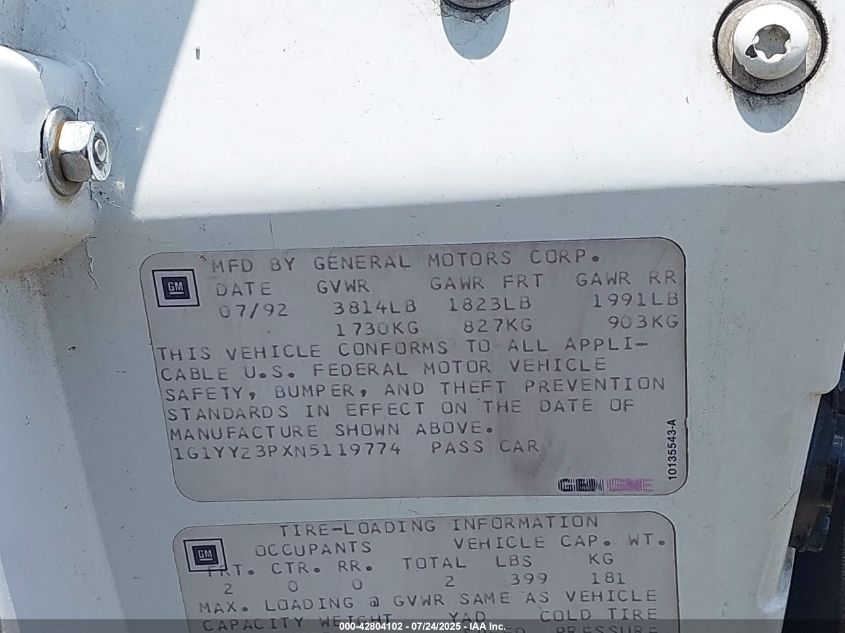 MFD BY GENERAL MOTORS CORP.
GM
DATE GVWR GAWR FRT GAWR RR
07/92 3814LB 1823LB 1991LB
1730KG 827KG 903KG
THIS VEHICLE CONFORMS TO ALL APPLI-
CABLE U.S. FEDERAL MOTOR VEHICLE
SAFETY, BUMPER, AND THEFT PREVENTION
STANDARDS IN EFFECT ON THE DATE OF
MANUFACTURE SHOWN ABOVE.
1G1YY23PXN5119774 PASS CAR
10135543-A
TIRE-LOADING INFORMATION
GM
OCCUPANTS VEHICLE CAP. WT.
FRT. CTR. RR. TOTAL LBS KG
2 0 0 2 399 181
MAX. LOADING @ GVWR SAME AS VEHICLE
CAPACITY WEIGHT COLD TIRE
PRESSURE
000-42804102 - 07/24/2025 - IAA, Inc.